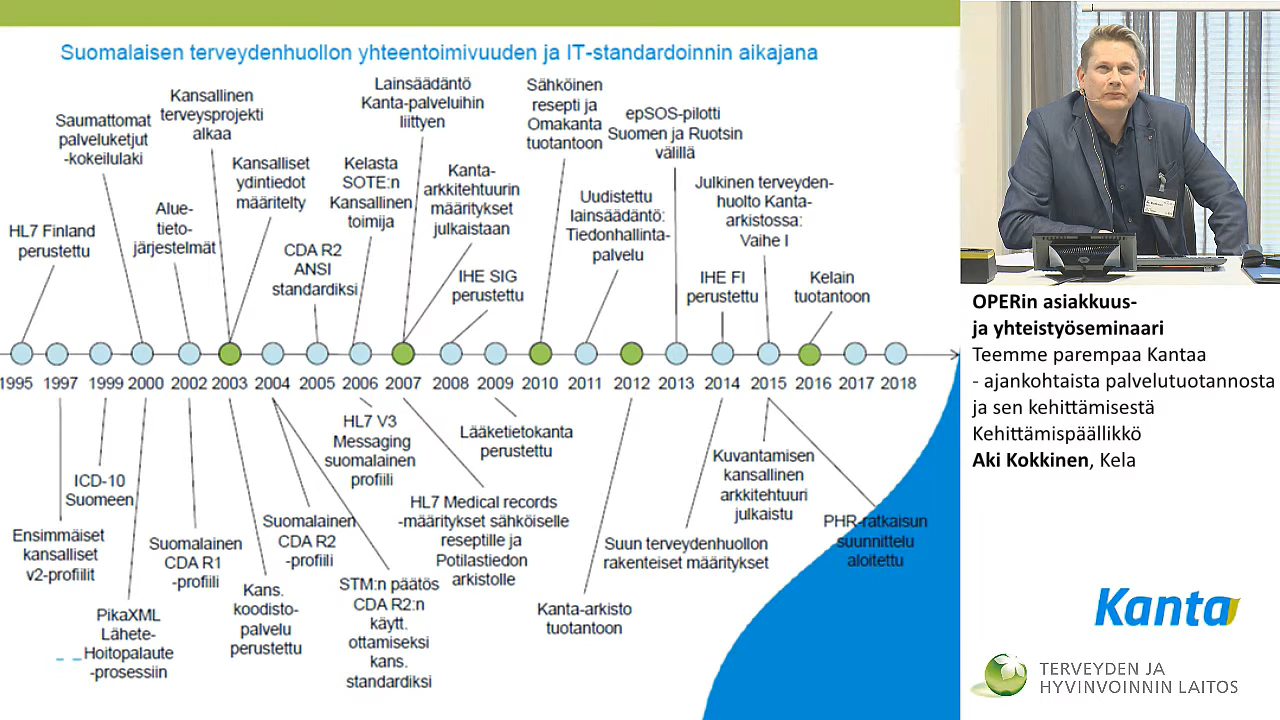 Suomalaisen terveydenhuollon yhteentoimivuuden ja IT-standardoinnin aikajana
HL7 Finland
perustettu
Saumattomat
palveluketjut
-kokeilulaki
Alue-
tieto-
järjestelmät
Kansallinen
terveysprojekti
alkaa
Kansalliset
ydintiedot
määritelty
CDA R2
ANSI
standardiksi
Kelasta
SOTE:n
Kansallinen
toimija
Lainsäädäntö
Kanta-palveluihin
liittyen
Kanta-
arkkitehtuurin
määritykset
julkaistaan
IHE SIG
perustettu
Sähköinen
resepti ja
Omakanta
tuotantoon
Uudistettu
lainsäädäntö:
Tiedonhallinta-
palvelu
epSOS-pilotti
Suomen ja Ruotsin
välillä
IHE FI
perustettu
Julkinen terveyden-
huolto Kanta-
arkistossa:
Vaihe I
Kelain
tuotantoon
1995 1997 1999 2000 2002 2003 2004 2005 2006 2007 2008 2009 2010 2011 2012 2013 2014 2015 2016 2017 2018
Ensimmäiset
kansalliset
v2-profiilit
ICD-10
Suomeen
PikaXML
Lähete-
Hoitopalaute
-prosessiin
Suomalainen
CDA R1
-profiili
Kans.
koodisto-
palvelu
perustettu
Suomalainen
CDA R2
-profiili
STM:n päätös
CDA R2:n
käytt.
ottamiseksi
kans.
standardiksi
HL7 V3
Messaging
suomalainen
profiili
HL7 Medical records
-määritykset sähköiselle
reseptille ja
Potilastiedon
arkistolle
Lääketietokanta
perustettu
Kanta-arkisto
tuotantoon
Suun terveydenhuollon
rakenteiset määritykset
Kuvantamisen
kansallinen
arkkitehtuuri
julkaistu
PHR-ratkaisun
suunnittelu
aloitettu
OPERin asiakkuus-
ja yhteistyöseminaari
Teemme parempaa Kantaa
- ajankohtaista palvelutuotannosta
ja sen kehittämisestä
Kehittämispäällikkö
Aki Kokkinen, Kela
Kanta
TERVEYDEN JA
HYVINVOINNIN LAITOS